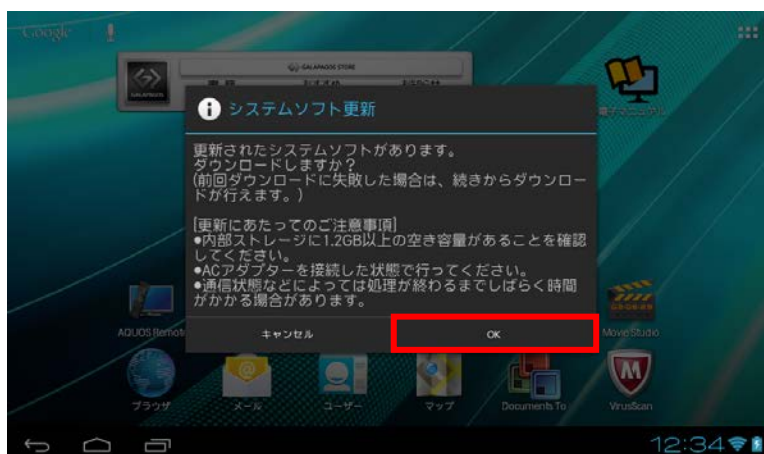 Google
GALAPAGOS STORE
GALAPAGOS
システムソフト更新
更新されたシステムソフトがあります。
ダウンロードしますか？
(前回ダウンロードに失敗した場合は、続きからダウンロー
ドが行えます。)
[更新にあたってのご注意事項]
●内部ストレージに1.2GB以上の空き容量があることを確認
してください。
●ACアダプターを接続した状態で行ってください。
●通信状態などによっては処理が終わるまでしばらく時間
がかかる場合があります。
キャンセル
OK
AQUOS Remot
Movie Studio
ブラウザ
メール
ユーザー
マップ
Documents To
VirusScan
12:34